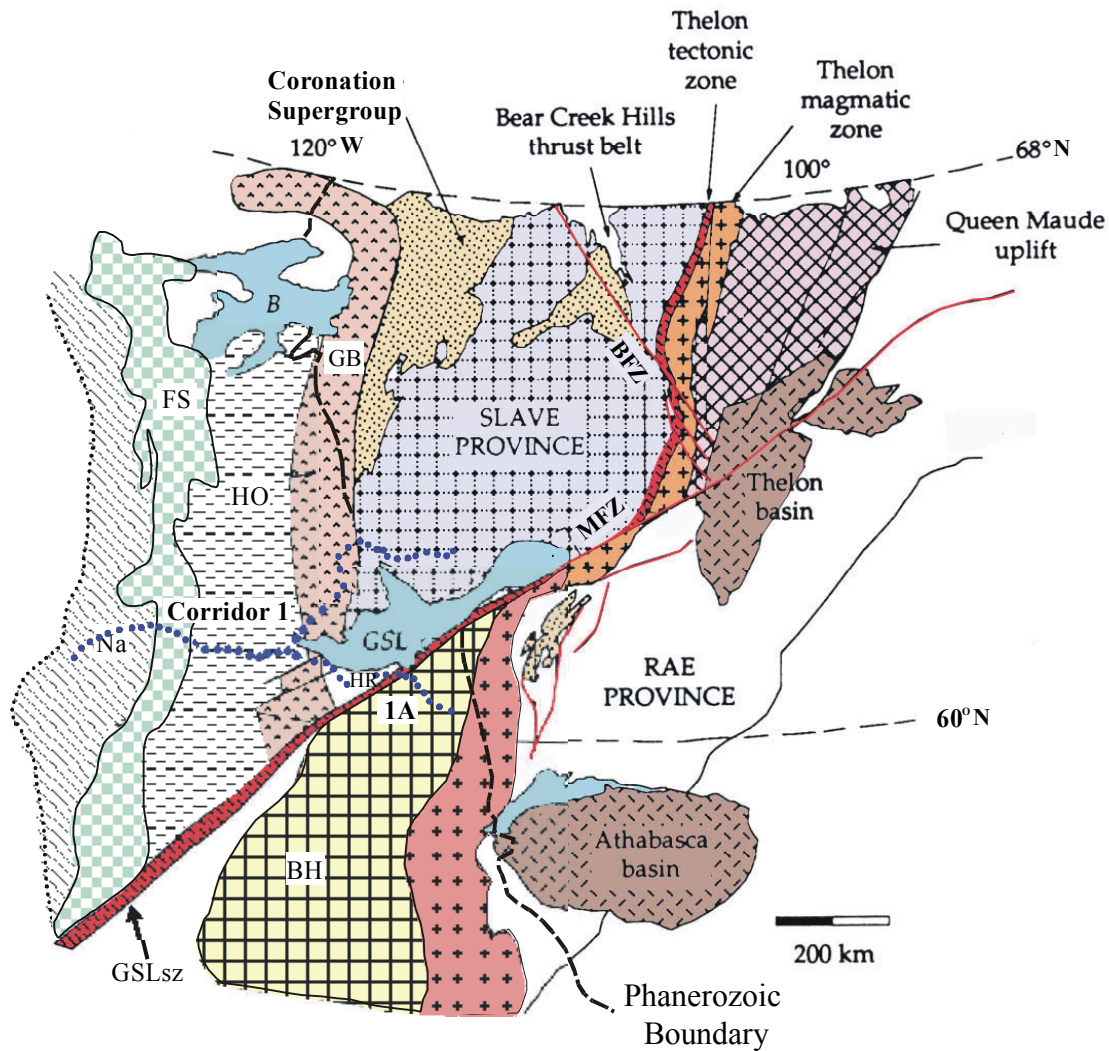 Thelon
tectonic
zone
Thelon
magmatic
zone
Coronation
Supergroup
Bear Creek Hills
thrust belt
120° W
100°
68°N
Queen Maude
uplift
B
GB
BFZ
FS
SLAVE
PROVINCE
HO
Thelon
basin
MFZ
Corridor 1
Na
GSL
HR
RAE
PROVINCE
1A
60°N
Athabasca
basin
BH
200 km
GSLsz
Phanerozoic
Boundary